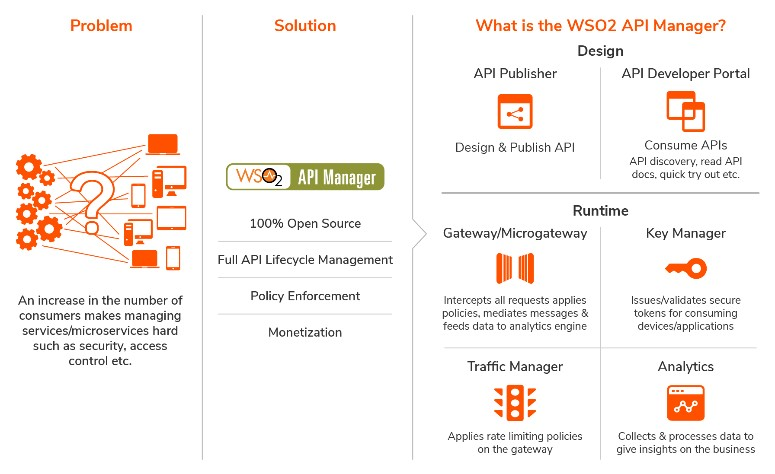 Problem
An increase in the number of
consumers makes managing
services/microservices hard
such as security, access
control etc.
Solution
WSO2 API Manager
100% Open Source
Full API Lifecycle Management
Policy Enforcement
Monetization
What is the WSO2 API Manager?
Design
API Publisher
Design & Publish API
API Developer Portal
Consume APIs
API discovery, read API
docs, quick try out etc.
Runtime
Gateway/Microgateway
Intercepts all requests applies
policies, mediates messages &
feeds data to analytics engine
Key Manager
Issues/validates secure
tokens for consuming
devices/applications
Traffic Manager
Applies rate limiting policies
on the gateway
Analytics
Collects & processes data to
give insights on the business